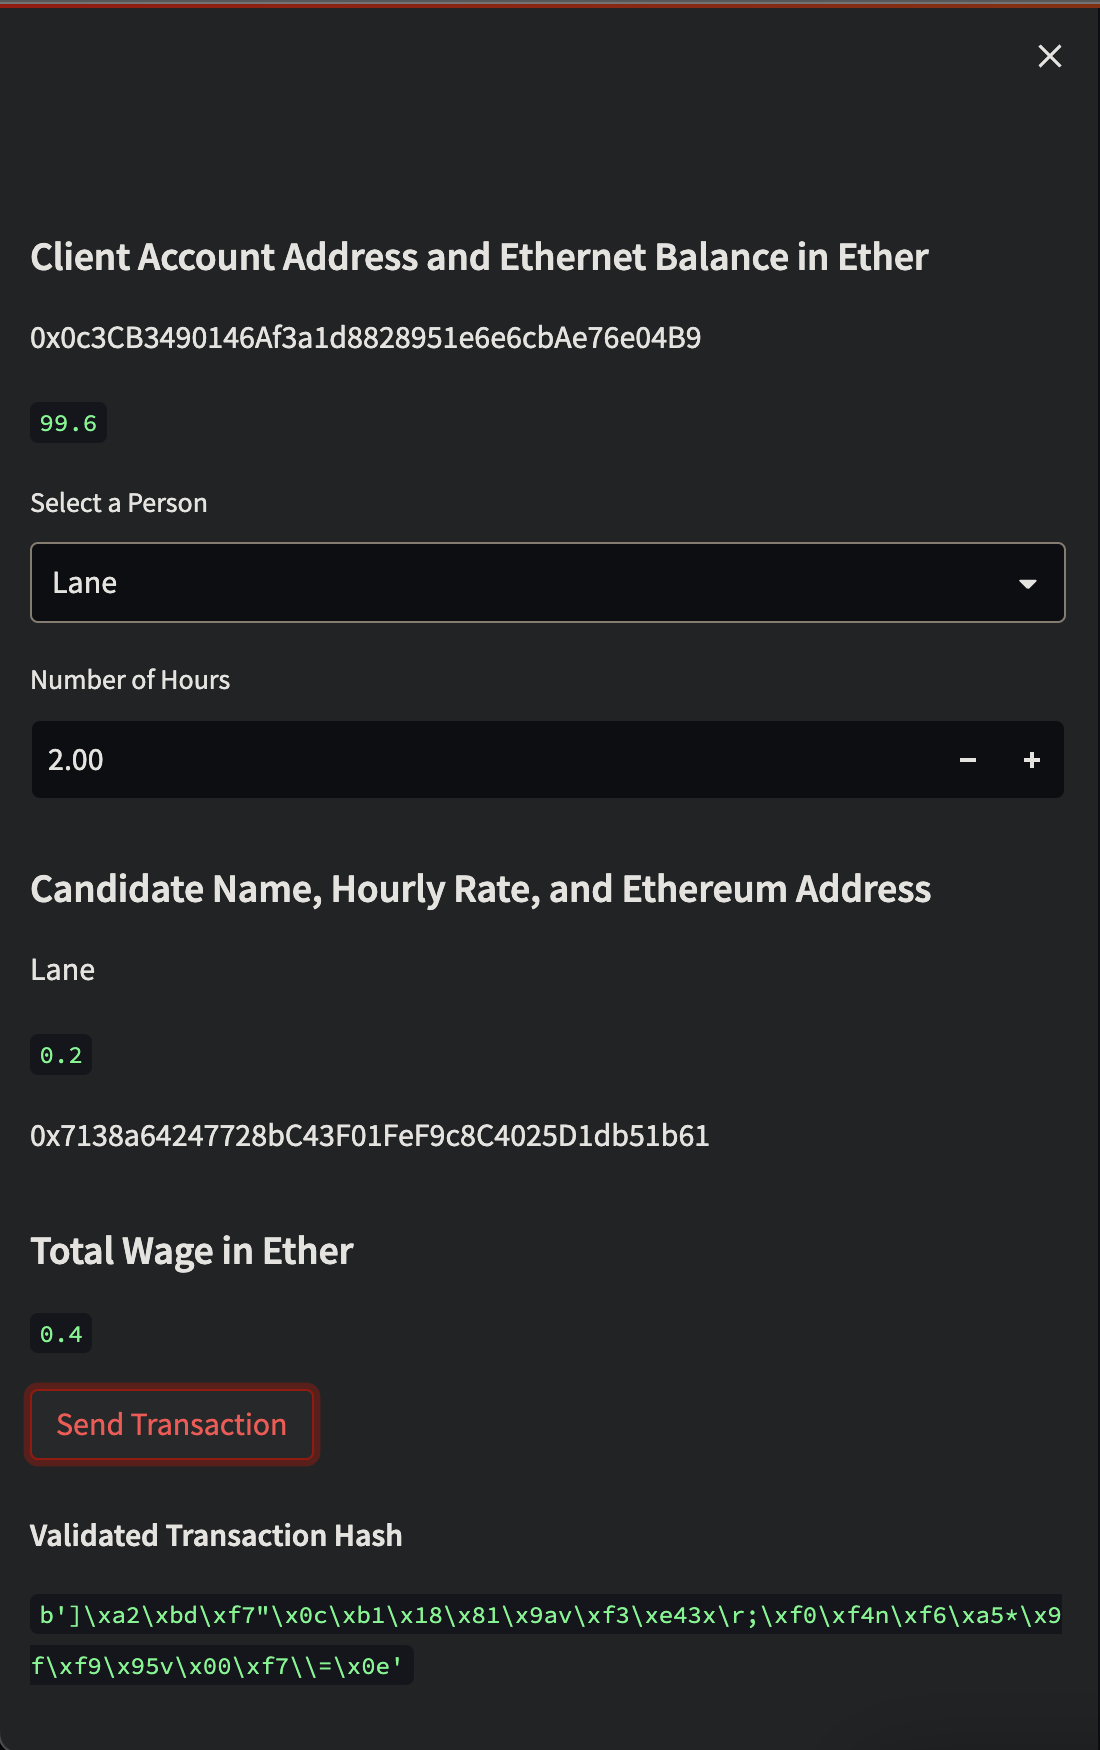 Client Account Address and Ethernet Balance in Ether
0x0c3CB3490146Af3a1d8828951e6e6cbAe76e04B9
99.6
Select a Person
Lane
Number of Hours
2.00
Candidate Name, Hourly Rate, and Ethereum Address
Lane
0.2
0x7138a64247728bC43F01FeF9c8C4025D1db51b61
Total Wage in Ether
0.4
Send Transaction
Validated Transaction Hash
b']\xa2\xbd\xf7"\x0c\xb1\x18\x81\x9av\xf3\xe43x\r;\xf0\xf4n\xf6\xa5*\x9
f\xf9\x95v\x00\xf7\\=\x0e'